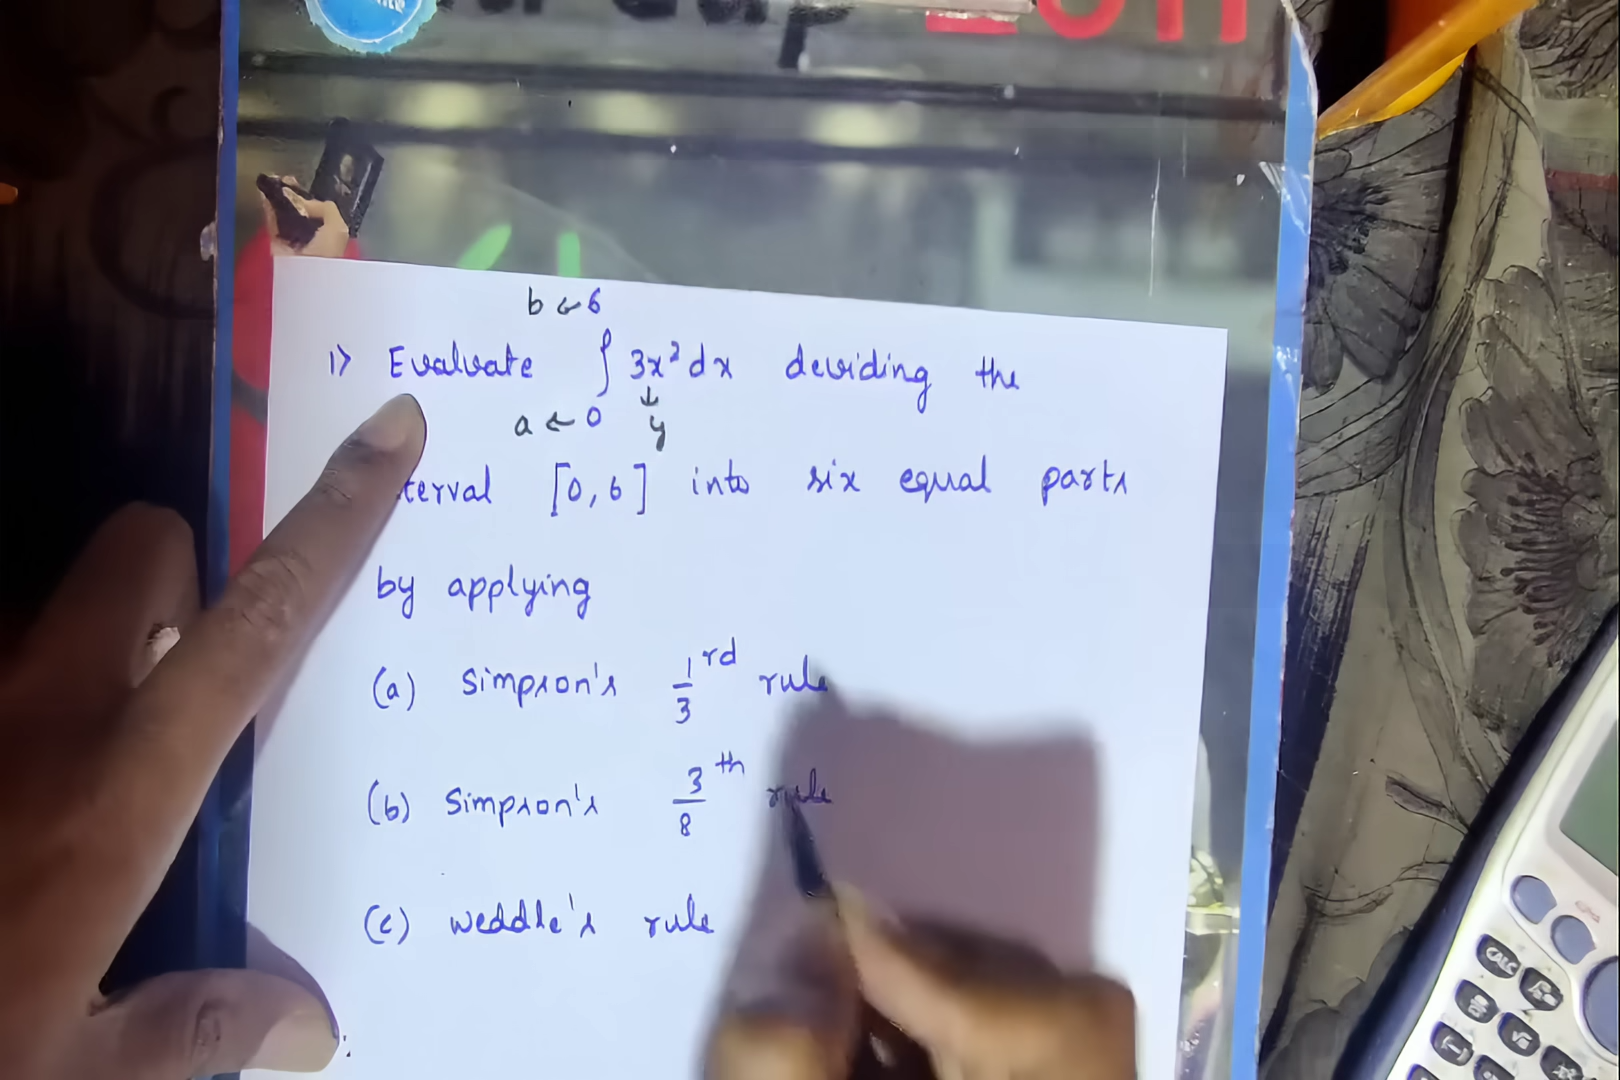 b ← 6
1) Evaluate ∫ 3x² dx deviding the
a ← 0 ↓ y
terval [0, 6] into six equal parts
by applying
(a) Simpson's 1/3 rd rule
(b) Simpson's 3/8 th rule
(c) weddle's rule
CALC